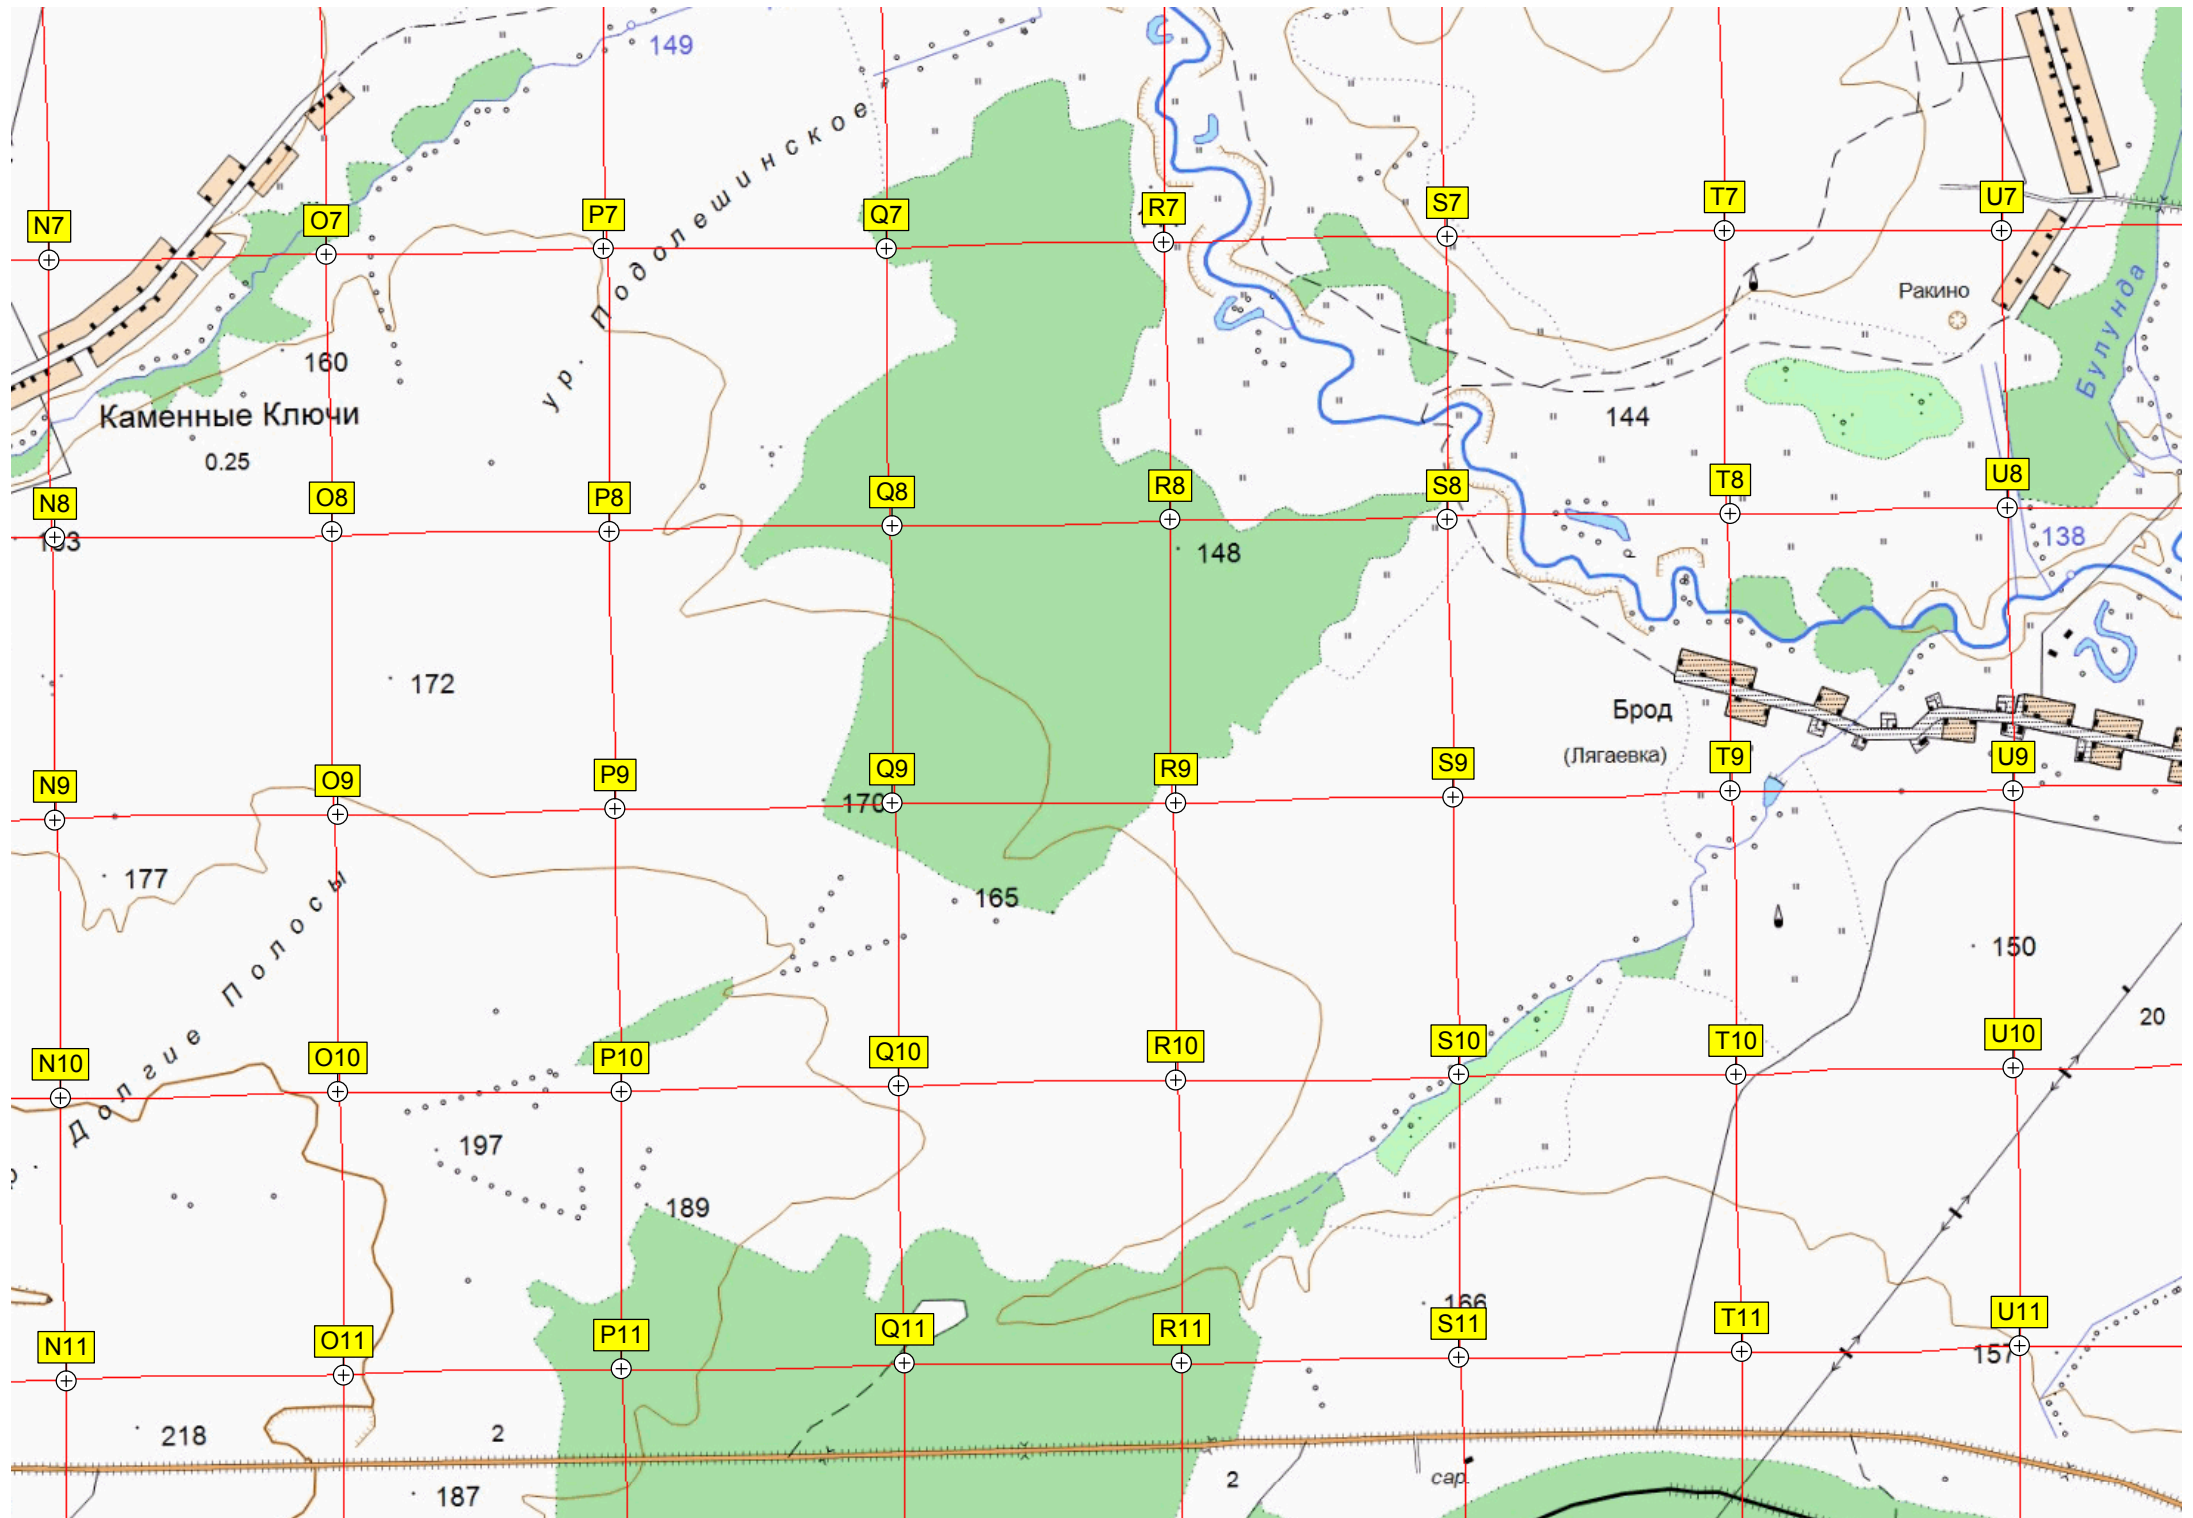 149
ур. Подолешинское
N7
O7
P7
Q7
R7
S7
T7
U7
Ракино
Булунда
160
Каменные Ключи
0.25
144
N8
O8
P8
Q8
R8
S8
T8
U8
148
138
172
Брод
(Лягаевка)
N9
O9
P9
Q9
R9
S9
T9
U9
170
177
165
Долгие Полосы
150
20
N10
O10
P10
Q10
R10
S10
T10
U10
197
189
166
N11
O11
P11
Q11
R11
S11
T11
U11
157
218
2
187
2
сар.